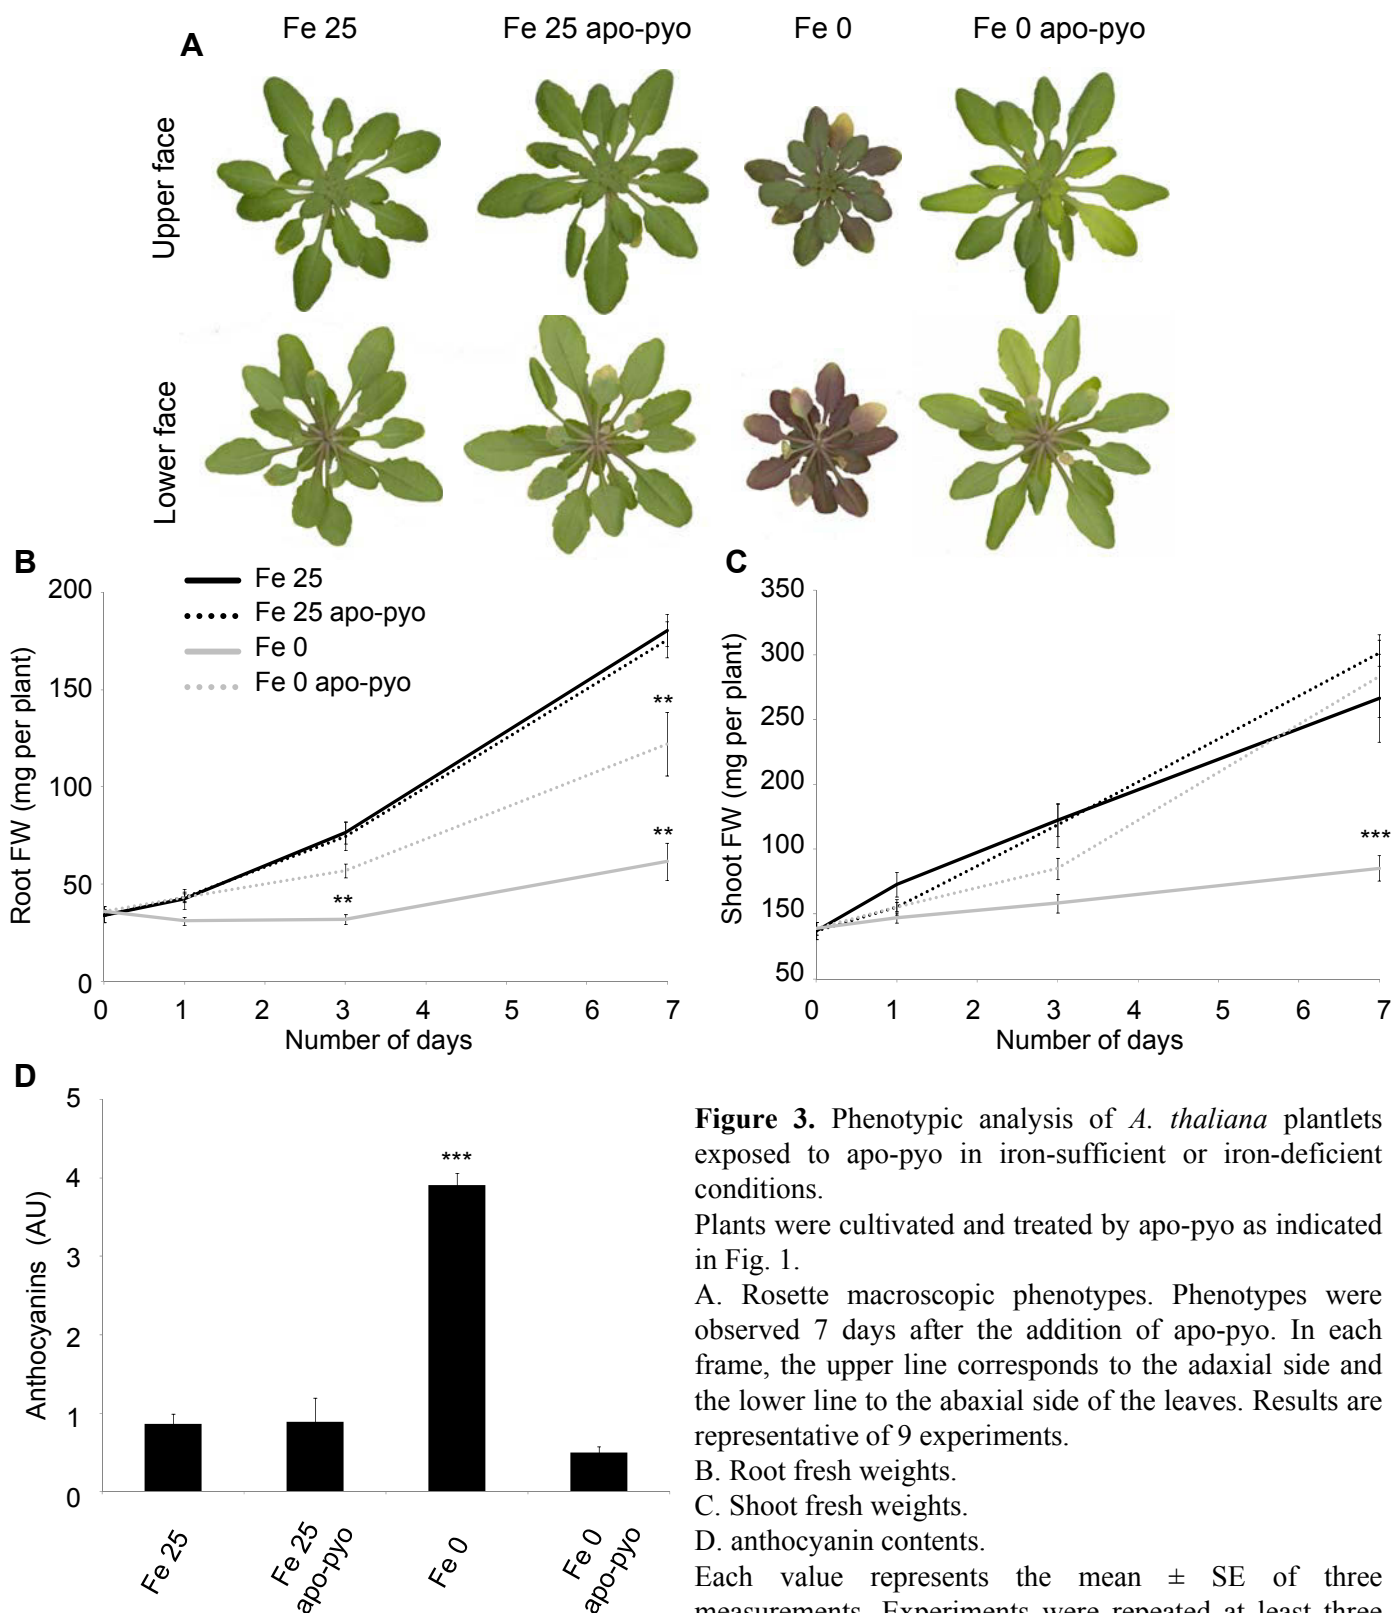 A
Fe 25
Fe 25 apo-pyo
Fe 0
Fe 0 apo-pyo
Upper face
Lower face
B
Fe 25
Fe 25 apo-pyo
Fe 0
Fe 0 apo-pyo
Root FW (mg per plant)
200
150
100
50
0
**
**
**
0 1 2 3 4 5 6 7
Number of days
C
Shoot FW (mg per plant)
350
300
250
200
100
150
50
***
0 1 2 3 4 5 6 7
Number of days
D
Anthocyanins (AU)
5
4
3
2
1
0
***
Fe 25
Fe 25
apo-pyo
Fe 0
Fe 0
apo-pyo
Figure 3. Phenotypic analysis of A. thaliana plantlets
exposed to apo-pyo in iron-sufficient or iron-deficient
conditions.
Plants were cultivated and treated by apo-pyo as indicated
in Fig. 1.
A. Rosette macroscopic phenotypes. Phenotypes were
observed 7 days after the addition of apo-pyo. In each
frame, the upper line corresponds to the adaxial side and
the lower line to the abaxial side of the leaves. Results are
representative of 9 experiments.
B. Root fresh weights.
C. Shoot fresh weights.
D. anthocyanin contents.
Each value represents the mean ± SE of three
measurements. Experiments were repeated at least three